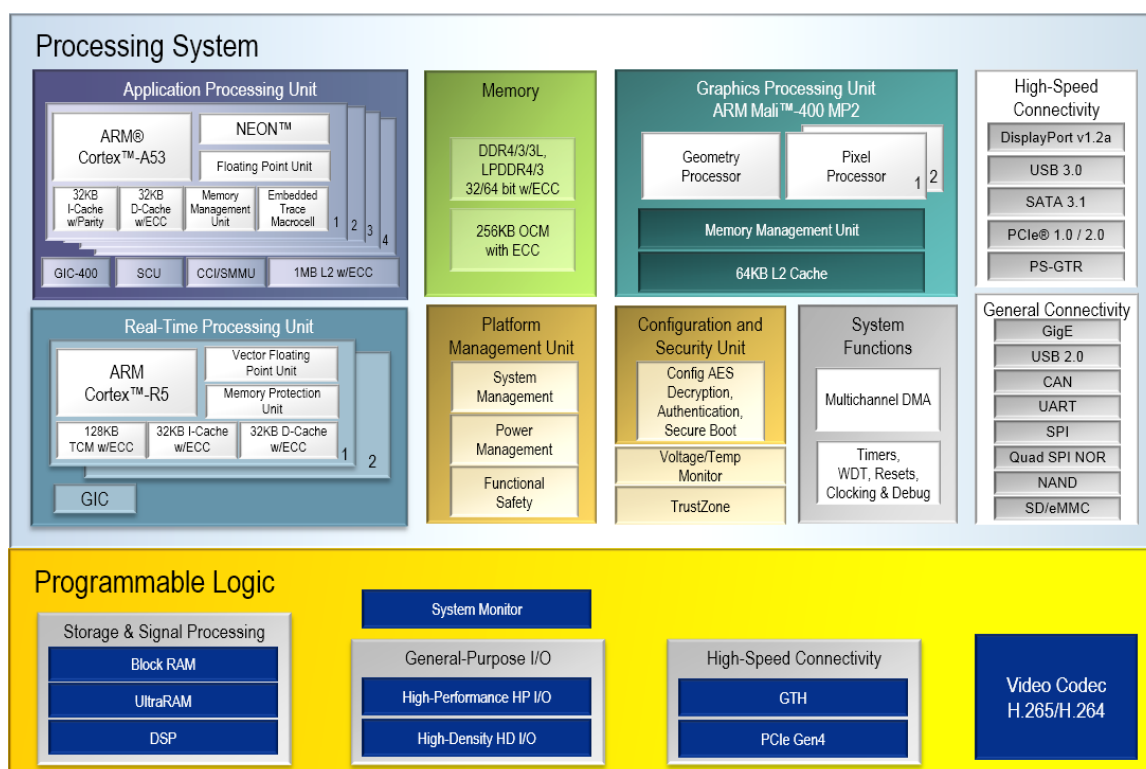 Processing System
Application Processing Unit
ARM®
Cortex™-A53
NEON™
Floating Point Unit
32KB
I-Cache
w/Parity
32KB
D-Cache
w/ECC
Memory
Management
Unit
Embedded
Trace
Macrocell
1
2
3
4
GIC-400
SCU
CCI/SMMU
1MB L2 w/ECC
Memory
DDR4/3/3L,
LPDDR4/3
32/64 bit w/ECC
256KB OCM
with ECC
Graphics Processing Unit
ARM Mali™-400 MP2
Geometry
Processor
Pixel
Processor
1
2
Memory Management Unit
64KB L2 Cache
High-Speed
Connectivity
DisplayPort v1.2a
USB 3.0
SATA 3.1
PCIe® 1.0 / 2.0
PS-GTR
Real-Time Processing Unit
ARM
Cortex™-R5
Vector Floating
Point Unit
Memory Protection
Unit
128KB
TCM w/ECC
32KB I-Cache
w/ECC
32KB D-Cache
w/ECC
1
2
GIC
Platform
Management Unit
System
Management
Power
Management
Functional
Safety
Configuration and
Security Unit
Config AES
Decryption,
Authentication,
Secure Boot
Voltage/Temp
Monitor
TrustZone
System
Functions
Multichannel DMA
Timers,
WDT, Resets,
Clocking & Debug
General Connectivity
GigE
USB 2.0
CAN
UART
SPI
Quad SPI NOR
NAND
SD/eMMC
Programmable Logic
Storage & Signal Processing
Block RAM
UltraRAM
DSP
System Monitor
General-Purpose I/O
High-Performance HP I/O
High-Density HD I/O
High-Speed Connectivity
GTH
PCIe Gen4
Video Codec
H.265/H.264